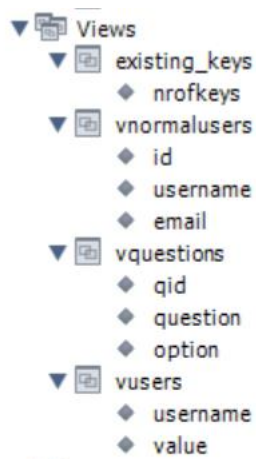 Views
existing_keys
nrofkeys
vnormalusers
id
username
email
vquestions
qid
question
option
vusers
username
value